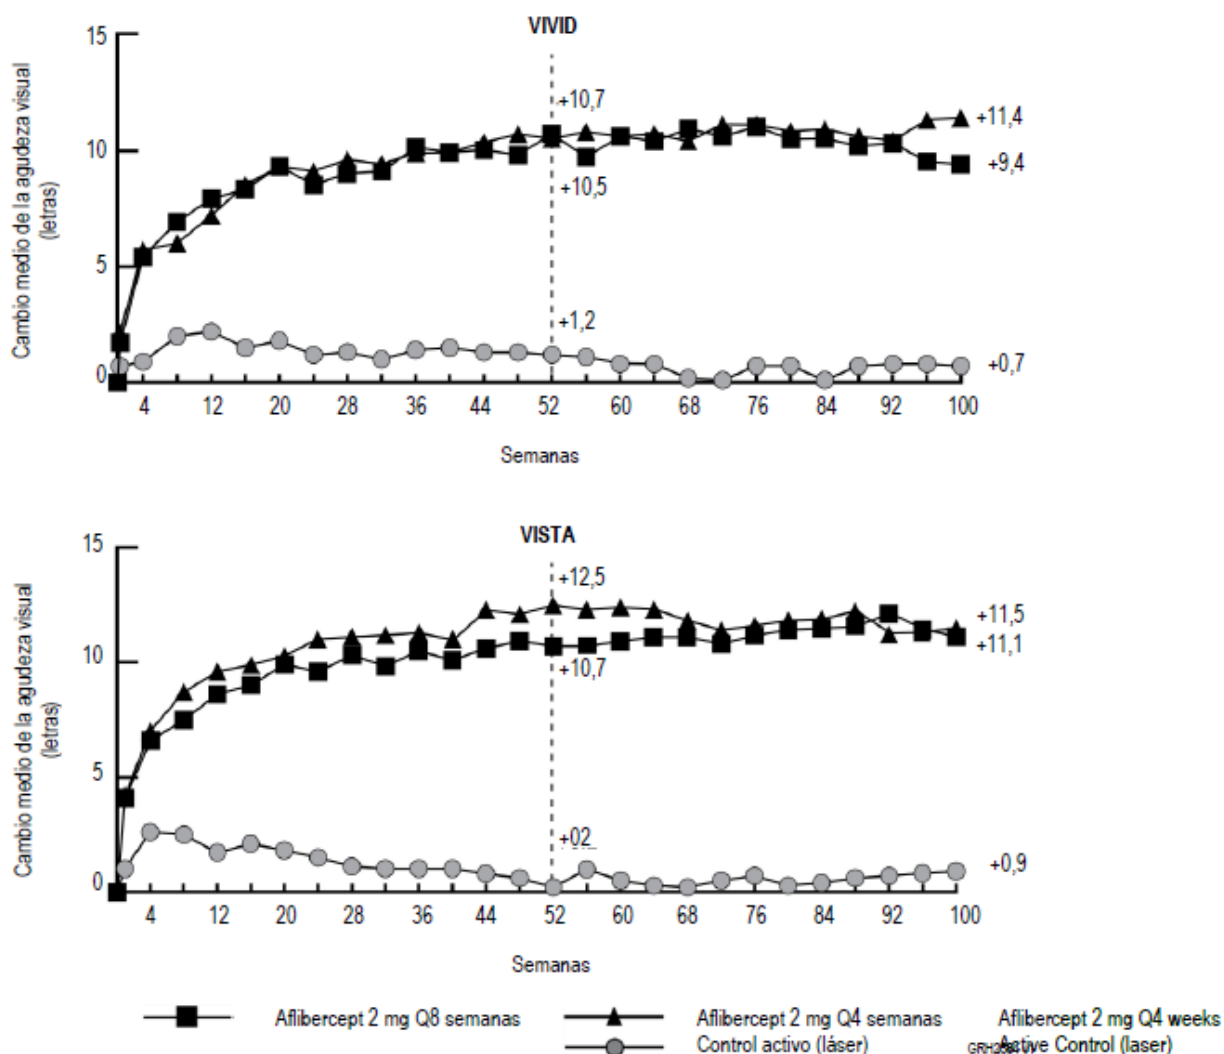 VIVID
15
10
5
0
Cambio medio de la agudeza visual
(letras)
+10,7
+10,5
+1,2
+11,4
+9,4
+0,7
4 12 20 28 36 44 52 60 68 76 84 92 100
Semanas
VISTA
15
10
5
0
Cambio medio de la agudeza visual
(letras)
+12,5
+10,7
+02
+11,5
+11,1
+0,9
4 12 20 28 36 44 52 60 68 76 84 92 100
Semanas
Aflibercept 2 mg Q8 semanas Aflibercept 2 mg Q4 semanas Aflibercept 2 mg Q4 weeks
Control activo (láser) Active Control (laser)